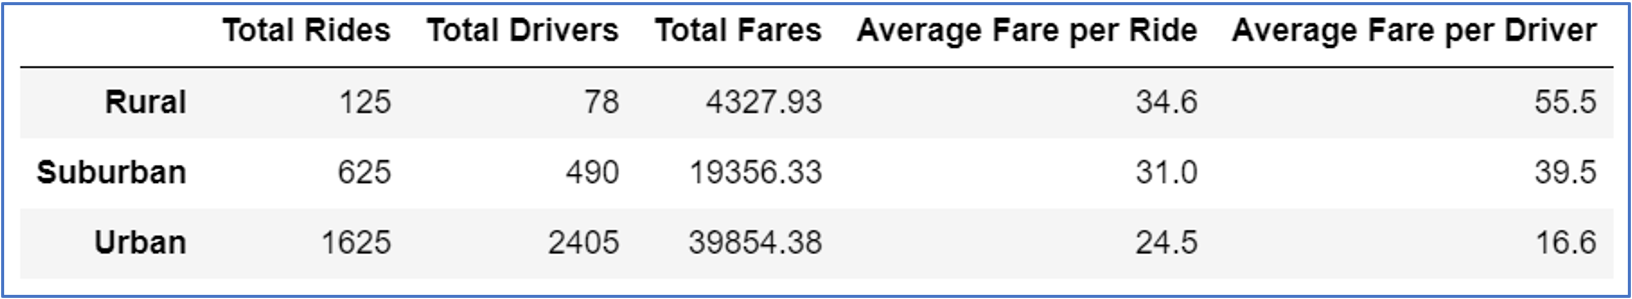 Total Rides Total Drivers Total Fares Average Fare per Ride Average Fare per Driver
Rural 125 78 4327.93 34.6 55.5
Suburban 625 490 19356.33 31.0 39.5
Urban 1625 2405 39854.38 24.5 16.6